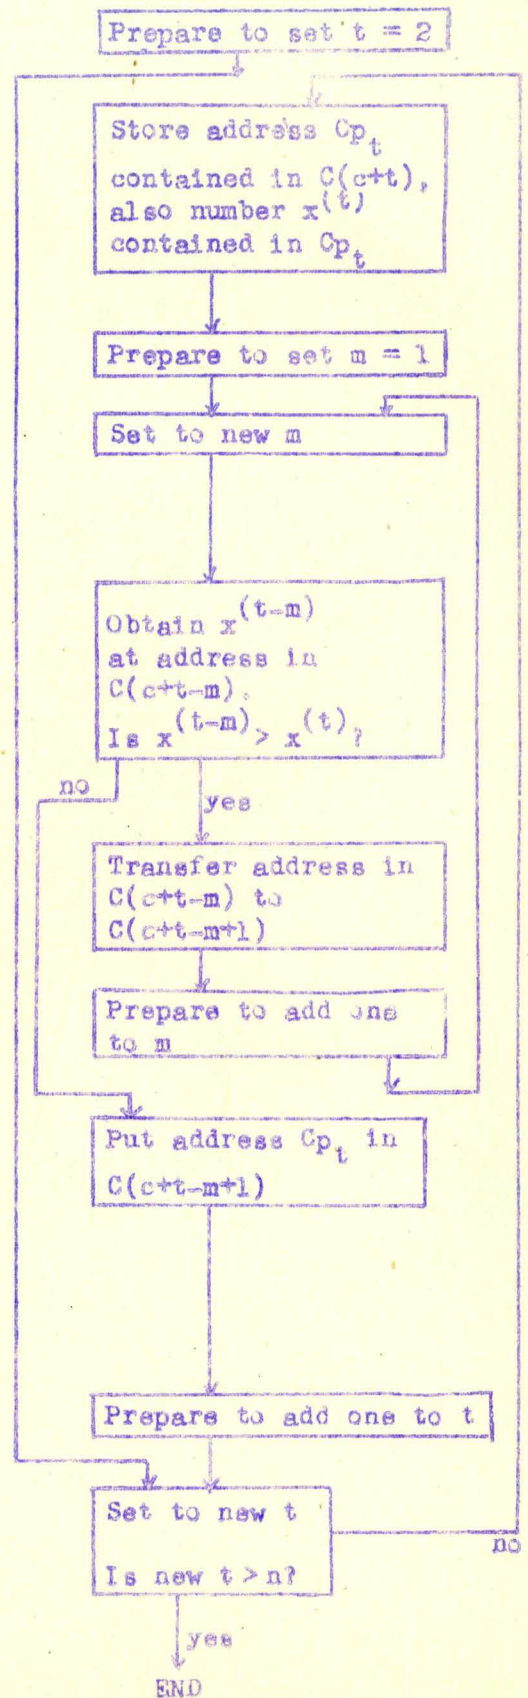 Prepare to set t = 2
Store address Cp_t
contained in C(c+t),
also number x^(t)
contained in Cp_t
Prepare to set m = 1
Set to new m
Obtain x^(t-m)
at address in
C(c+t-m).
Is x^(t-m) > x^(t)?
no
yes
Transfer address in
C(c+t-m) to
C(c+t-m+1)
Prepare to add one
to m
Put address Cp_t in
C(c+t-m+1)
Prepare to add one to t
Set to new t
Is new t > n?
no
yes
END